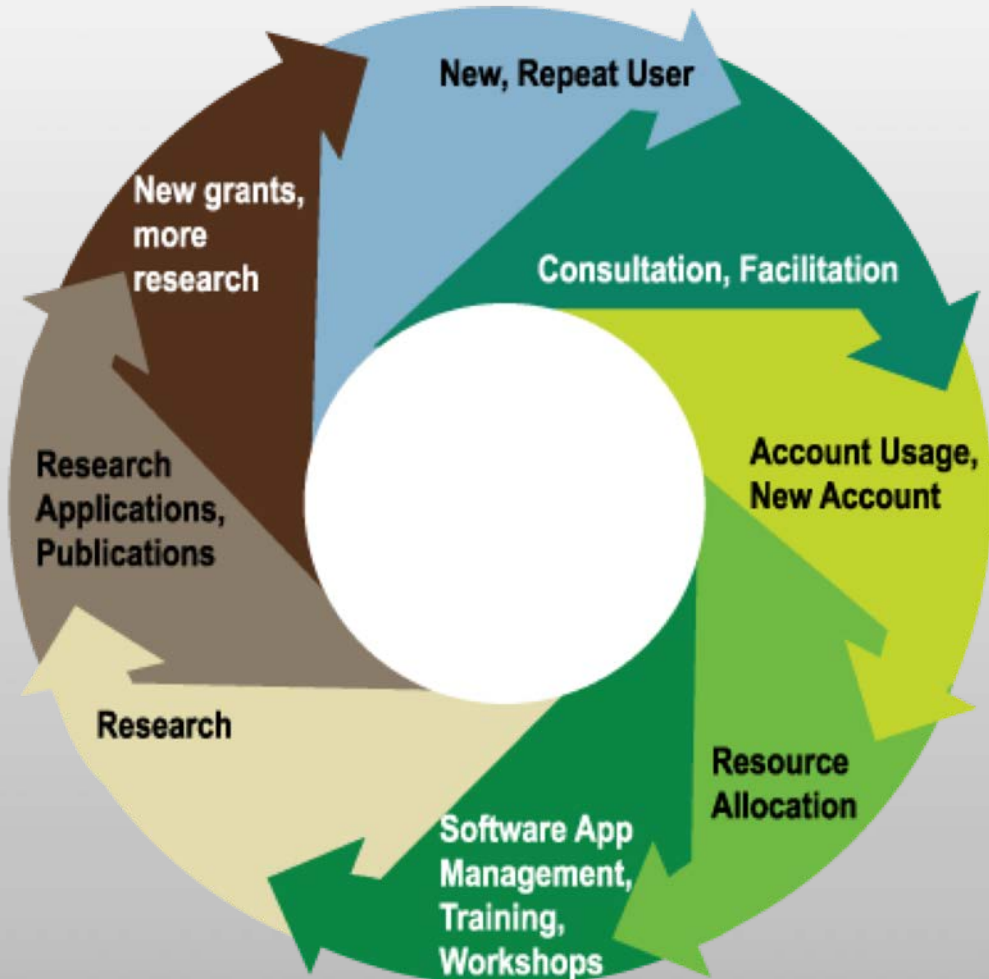 New, Repeat User
Consultation, Facilitation
Account Usage,
New Account
Resource
Allocation
Software App
Management,
Training,
Workshops
Research
Research
Applications,
Publications
New grants,
more
research